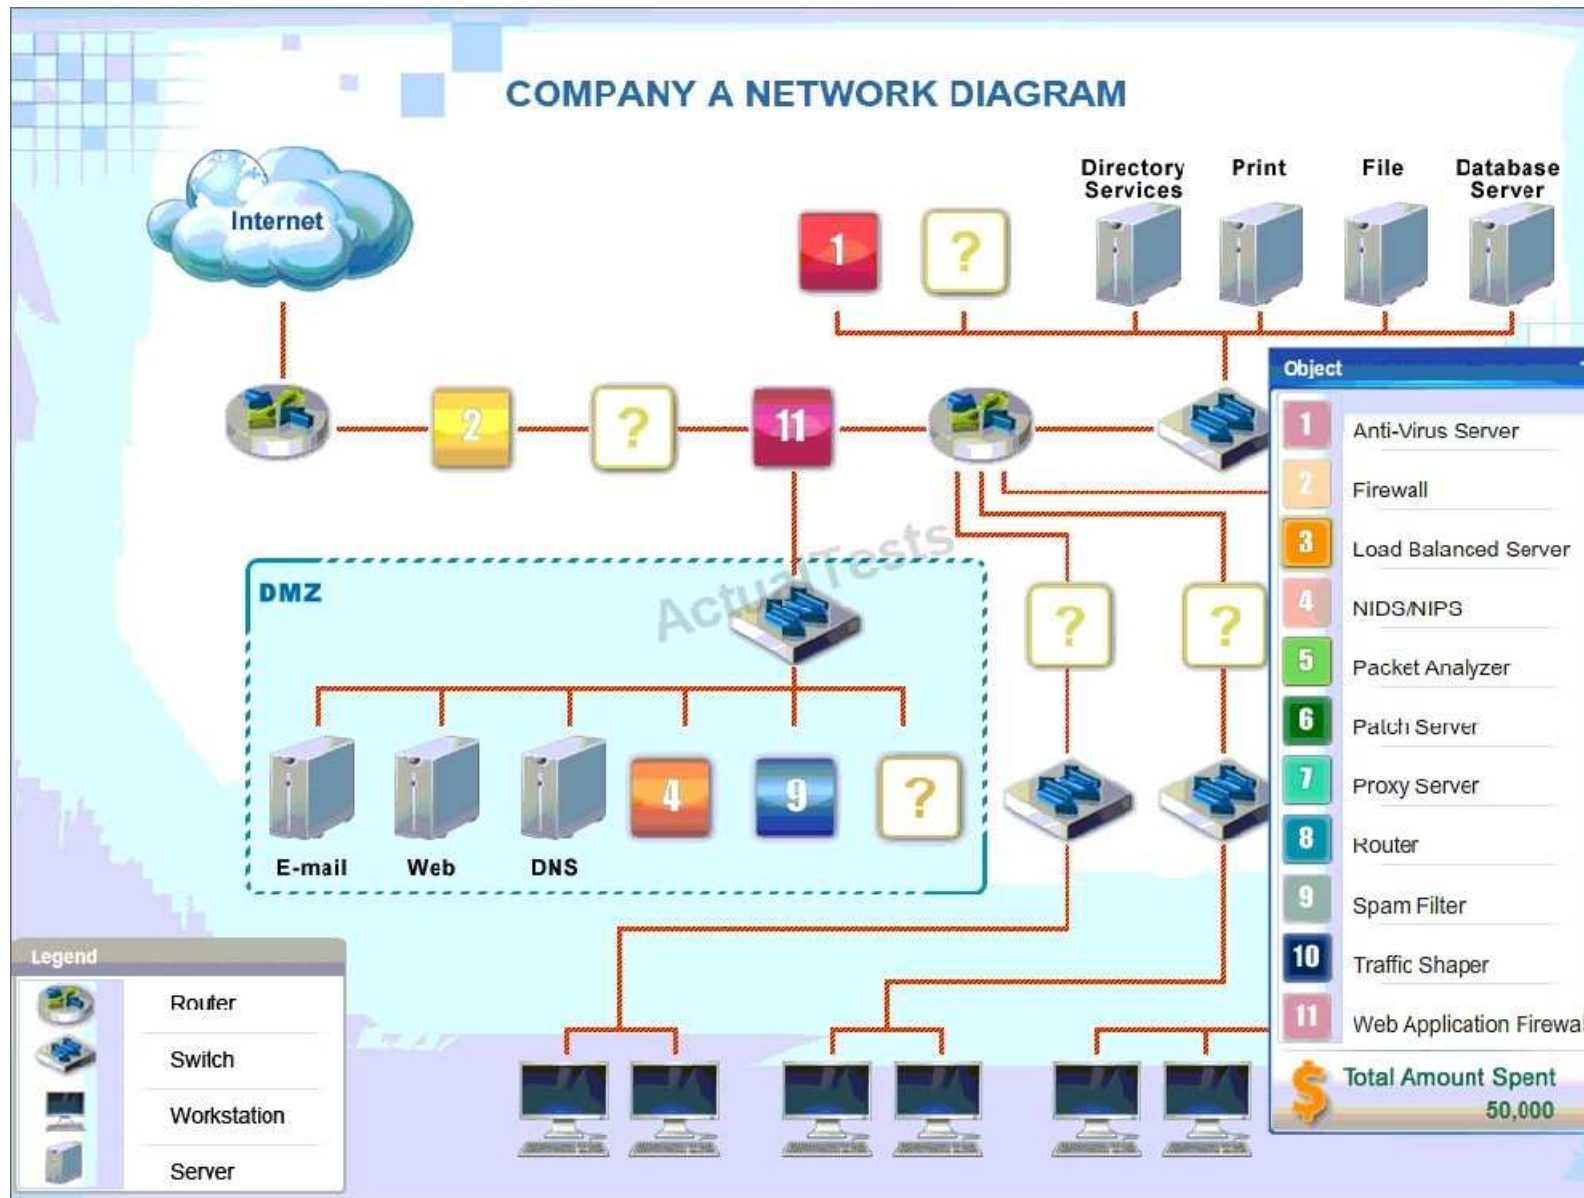 COMPANY A NETWORK DIAGRAM
Internet
Directory
Services
Print
File
Database
Server
1
?
2
?
11
ActualTests
DMZ
?
?
4
9
?
E-mail
Web
DNS
Object
1 Anti-Virus Server
2 Firewall
3 Load Balanced Server
4 NIDS/NIPS
5 Packet Analyzer
6 Patch Server
7 Proxy Server
8 Router
9 Spam Filter
10 Traffic Shaper
11 Web Application Firewal
$ Total Amount Spent
50,000
Legend
Router
Switch
Workstation
Server